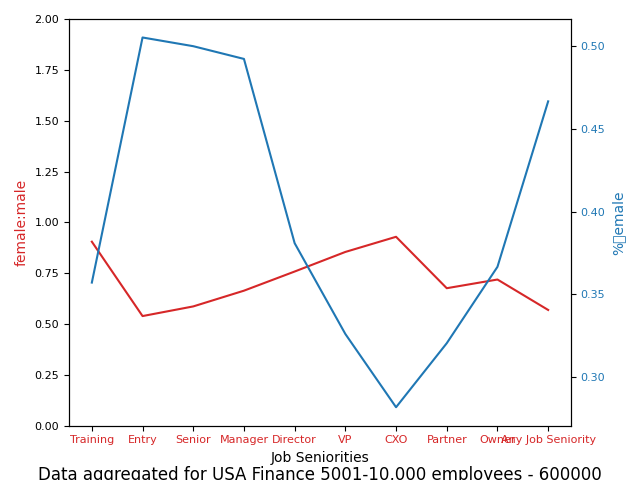 2.00
1.75
1.50
1.25
1.00
0.75
0.50
0.25
0.00
female:male
0.50
0.45
0.40
0.35
0.30
%▯emale
Training Entry Senior Manager Director VP CXO Partner Owner Any Job Seniority
Job Seniorities
Data aggregated for USA Finance 5001-10,000 employees - 600000